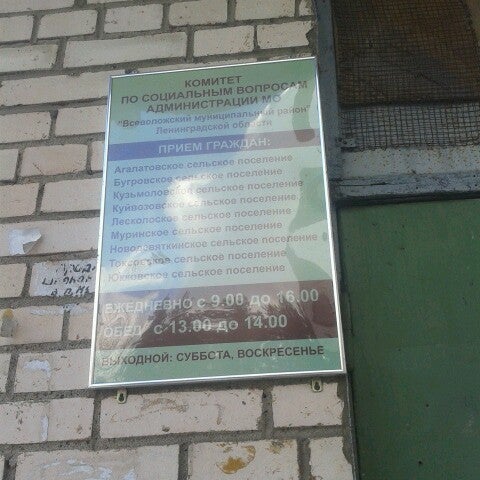 КОМИТЕТ
ПО СОЦИАЛЬНЫМ ВОПРОСАМ
АДМИНИСТРАЦИИ МО
"Всеволожский муниципальный район"
Ленинградской области
ПРИЕМ ГРАЖДАН:
Агалатовское сельское поселение
Бугровское сельское поселение
Кузьмоловское сельское поселение
Куйвозовское сельское поселение
Лесколоское сельское поселение
Муринское сельское поселение
Новодевяткинское сельское поселение
Токсовское сельское поселение
Юкковское сельское поселение
ЕЖЕДНЕВНО с 9.00 до 16.00
ОБЕД с 13.00 до 14.00
ВЫХОДНОЙ: СУББСТА, ВОСКРЕСЕНЬЕ